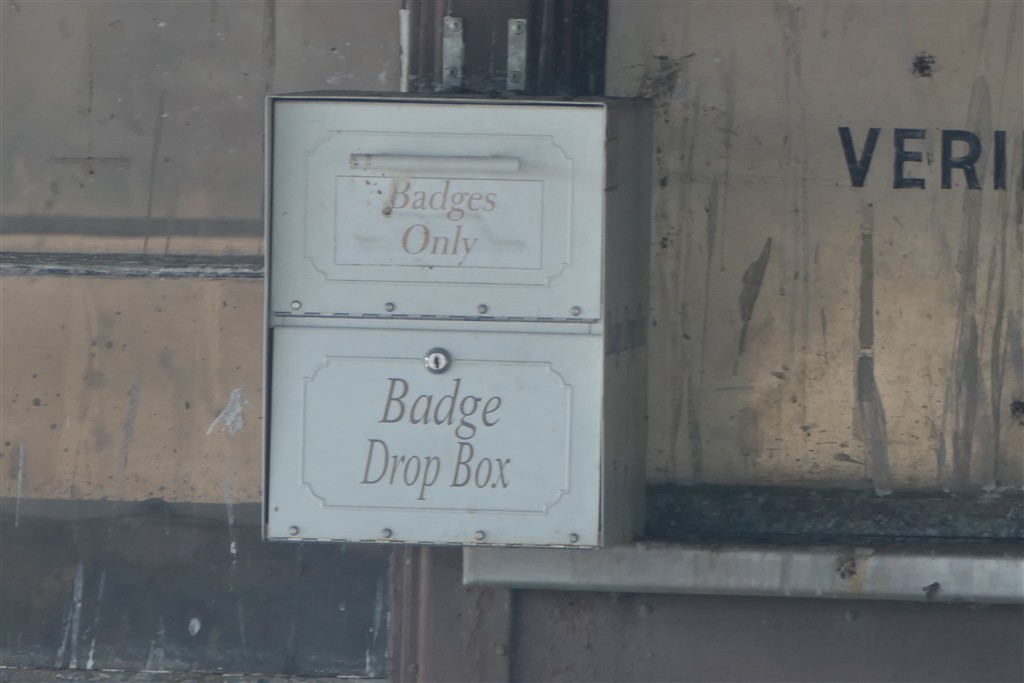 Badges
Only
Badge
Drop Box
VERI